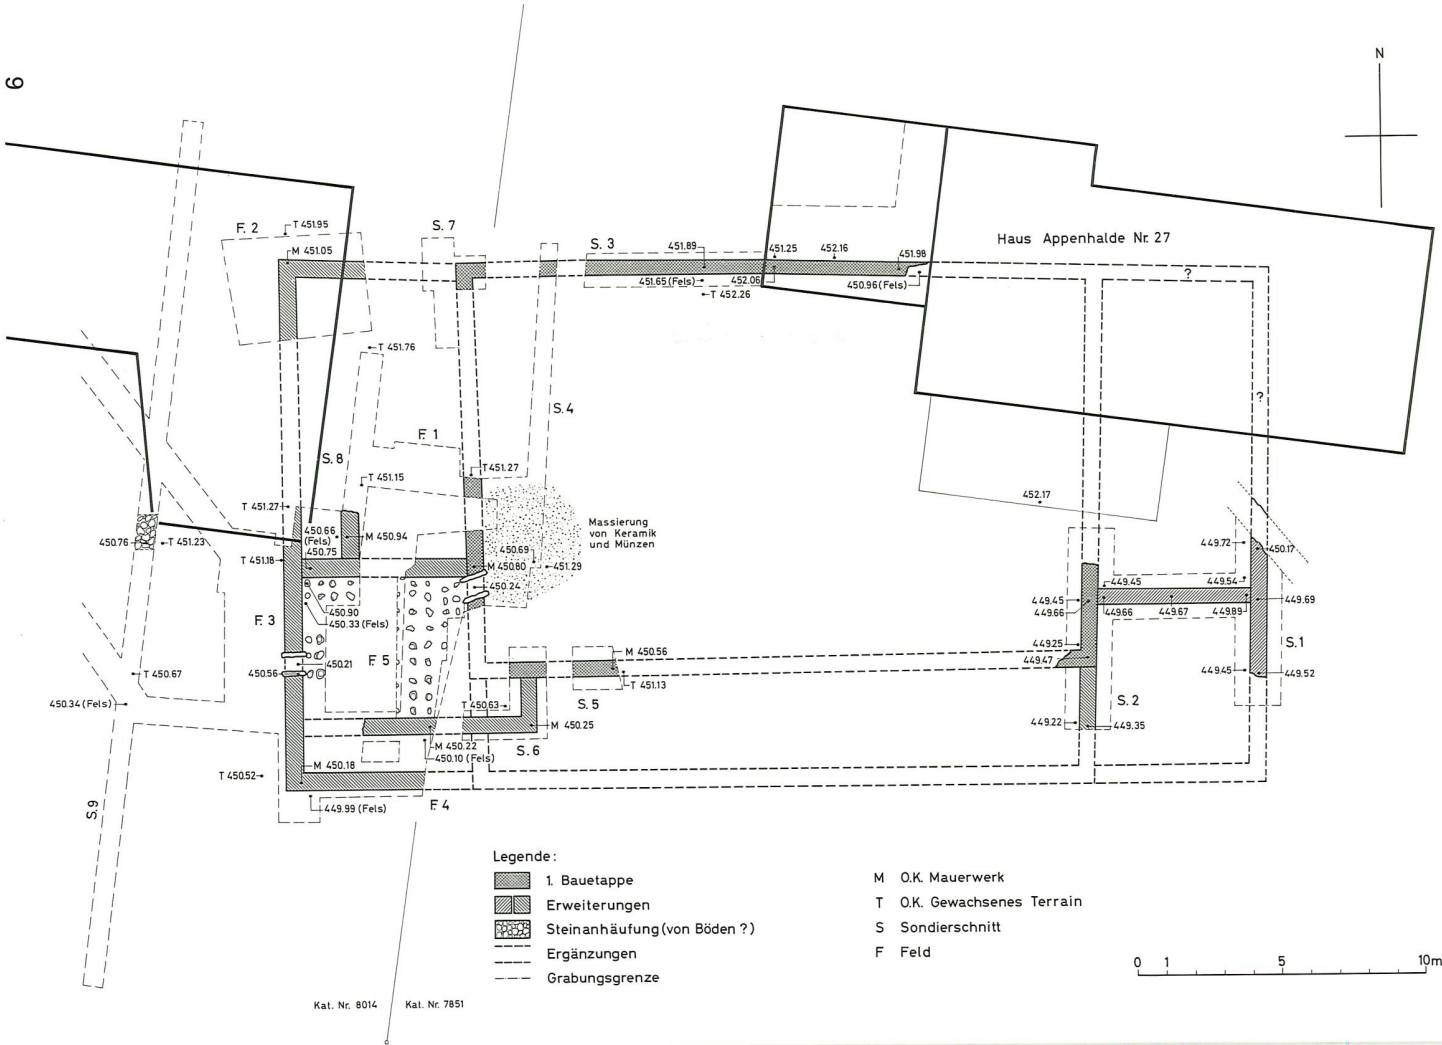 6
N
F. 2
T 451.95
M 451.05
S. 7
S. 3
451.89
451.25
452.16
451.98
Haus Appenhalde Nr. 27
451.65 (Fels)
452.06
450.96 (Fels)
T 452.26
?
T 451.76
S. 4
?
F. 1
S. 8
T 451.15
T 451.27
T 451.27
452.17
450.66
(Fels)
M 450.94
Massierung
von Keramik
und Münzen
450.76
T 451.23
450.75
450.69
449.72
450.17
T 451.18
M 450.80
451.29
450.24
449.45
449.54
449.45
449.66
449.66
449.67
449.89
449.69
450.90
450.33 (Fels)
F. 3
449.25
S. 1
450.21
F 5
M 450.56
449.47
450.56
T 450.67
T 451.13
449.45
449.52
450.34 (Fels)
T 450.63
S. 5
S. 2
M 450.25
449.22
449.35
M 450.22
450.10 (Fels)
S. 6
T 450.52
M 450.18
S. 9
449.99 (Fels)
F. 4
Legende:
1. Bauetappe
Erweiterungen
Steinanhäufung (von Böden ?)
Ergänzungen
Grabungsgrenze
M O.K. Mauerwerk
T O.K. Gewachsenes Terrain
S Sondierschnitt
F Feld
0 1 5 10m
Kat. Nr. 8014 Kat. Nr. 7851